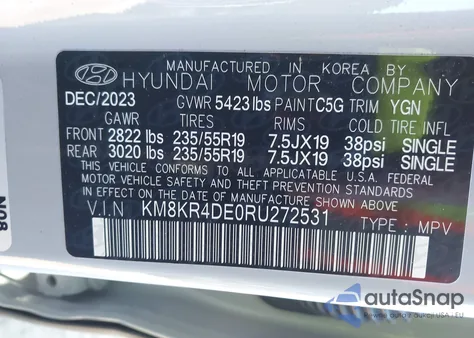 MANUFACTURED IN KOREA BY
HYUNDAI MOTOR COMPANY
DEC/2023 GVWR 5423 lbs PAINT TC5G TRIM YGN
GAWR TIRES RIMS COLD TIRE INFL
FRONT 2822 lbs 235/55R19 7.5JX19 38psi SINGLE
REAR 3020 lbs 235/55R19 7.5JX19 38psi SINGLE
THIS VEHICLE CONFORMS TO ALL APPLICABLE U.S.A. FEDERAL
MOTOR VEHICLE SAFETY AND THEFT PREVENTION STANDARDS
IN EFFECT ON THE DATE OF MANUFACTURE SHOWN ABOVE.
V.I.N KM8KR4DE0RU272531 TYPE : MPV
N08
autoSnap